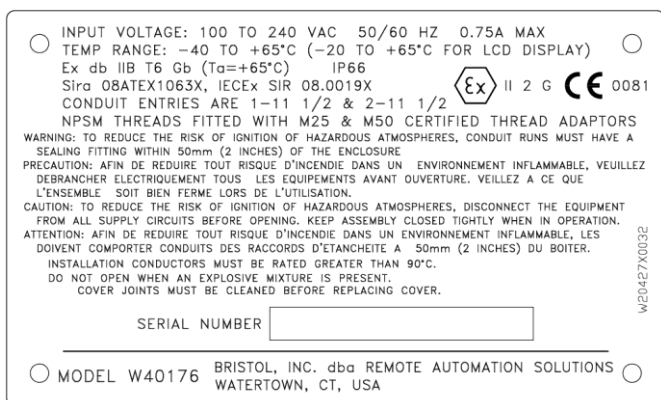 INPUT VOLTAGE: 100 TO 240 VAC 50/60 HZ 0.75A MAX
TEMP RANGE: -40 TO +65°C (-20 TO +65°C FOR LCD DISPLAY)
Ex db IIB T6 Gb (Ta=+65°C) IP66
Sira 08ATEX1063X, IECEx SIR 08.0019X Ex II 2 G CE 0081
CONDUIT ENTRIES ARE 1-11 1/2 & 2-11 1/2
NPSM THREADS FITTED WITH M25 & M50 CERTIFIED THREAD ADAPTORS
WARNING: TO REDUCE THE RISK OF IGNITION OF HAZARDOUS ATMOSPHERES, CONDUIT RUNS MUST HAVE A
SEALING FITTING WITHIN 50mm (2 INCHES) OF THE ENCLOSURE
PRECAUTION: AFIN DE REDUIRE TOUT RISQUE D'INCENDIE DANS UN ENVIRONNEMENT INFLAMMABLE, VEUILLEZ
DEBRANCHER ELECTRIQUEMENT TOUS LES EQUIPEMENTS AVANT OUVERTURE. VEILLEZ A CE QUE
L'ENSEMBLE SOIT BIEN FERME LORS DE L'UTILISATION.
CAUTION: TO REDUCE THE RISK OF IGNITION OF HAZARDOUS ATMOSPHERES, DISCONNECT THE EQUIPMENT
FROM ALL SUPPLY CIRCUITS BEFORE OPENING. KEEP ASSEMBLY CLOSED TIGHTLY WHEN IN OPERATION.
ATTENTION: AFIN DE REDUIRE TOUT RISQUE D'INCENDIE DANS UN ENVIRONNEMENT INFLAMMABLE, LES
DOIVENT COMPORTER CONDUITS DES RACCORDS D'ETANCHEITE A 50mm (2 INCHES) DU BOITER.
INSTALLATION CONDUCTORS MUST BE RATED GREATER THAN 90°C.
DO NOT OPEN WHEN AN EXPLOSIVE MIXTURE IS PRESENT.
COVER JOINTS MUST BE CLEANED BEFORE REPLACING COVER.
W20427X0032
SERIAL NUMBER
MODEL W40176 BRISTOL, INC. dba REMOTE AUTOMATION SOLUTIONS
WATERTOWN, CT, USA